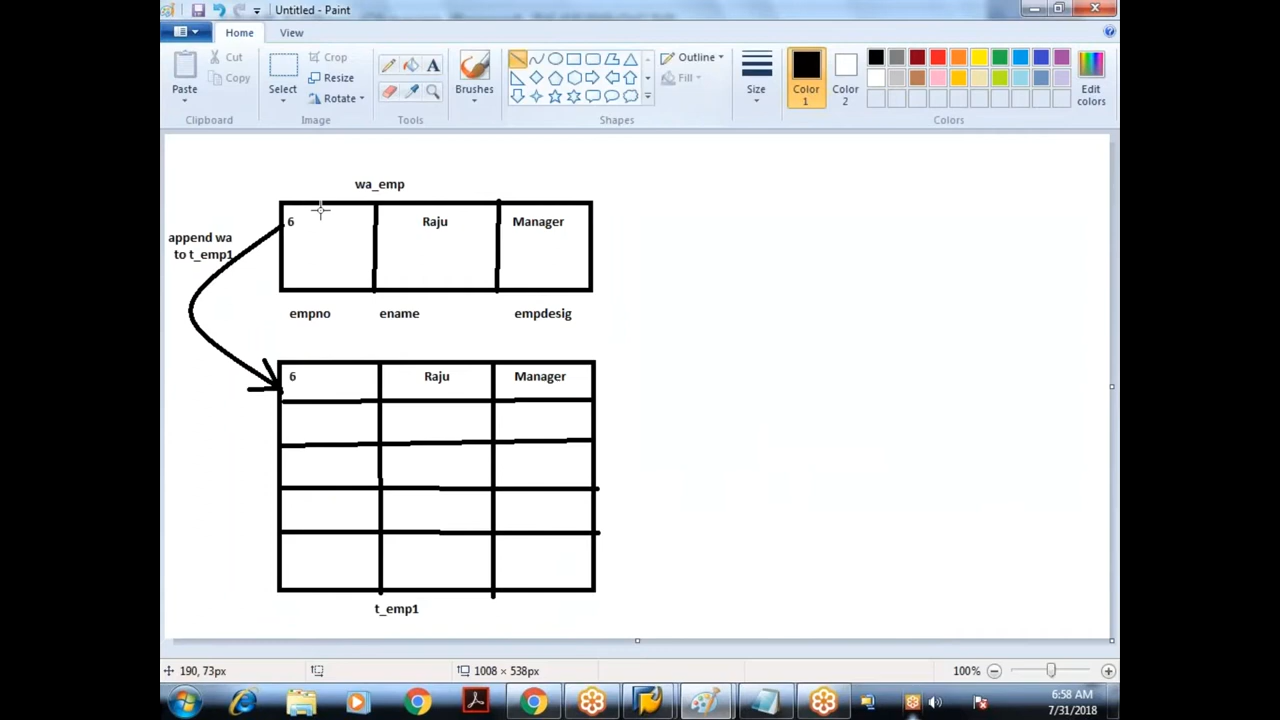 Untitled - Paint
Home View
Paste
Cut
Copy
Clipboard
Select
Crop
Resize
Rotate
Image
A
Tools
Brushes
Shapes
Outline
Fill
Size
Color 1
Color 2
Edit colors
Colors
wa_emp
6 Raju Manager
append wa
to t_emp1
empno ename empdesig
6 Raju Manager
t_emp1
190, 73px
1008 × 538px
100%
6:58 AM
7/31/2018